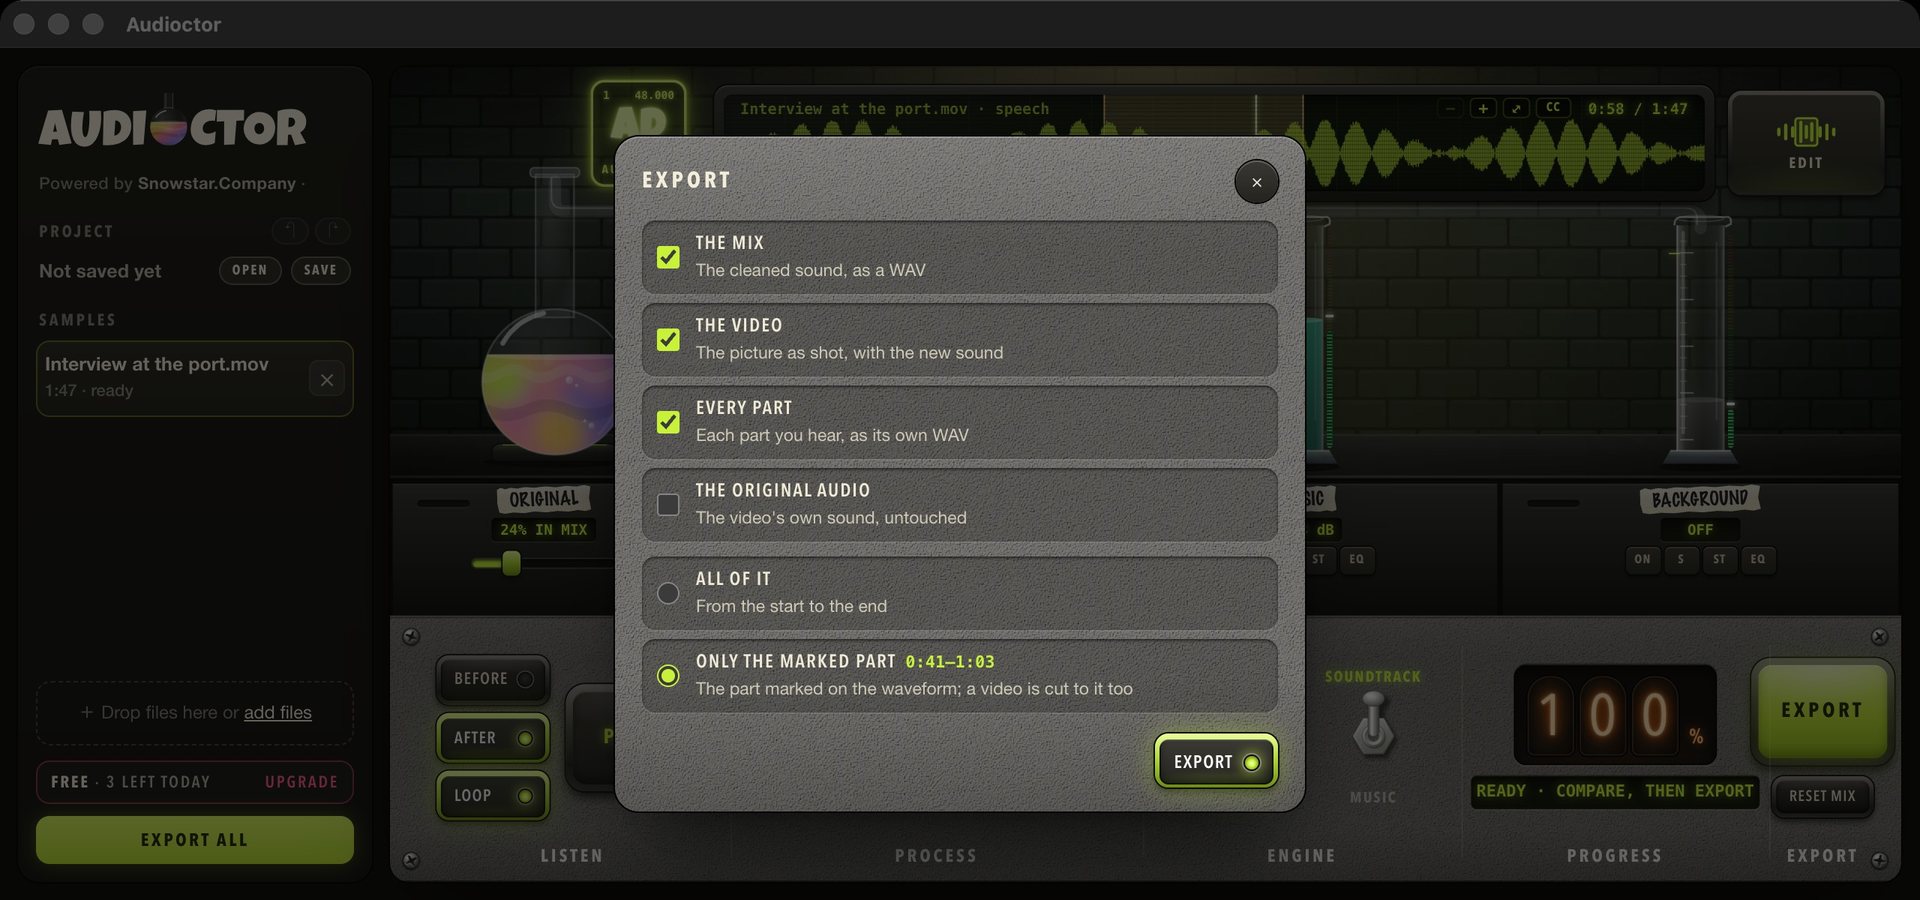 Audioctor
AUDIOCTOR
Powered by Snowstar.Company ·
PROJECT
Not saved yet
OPEN
SAVE
SAMPLES
Interview at the port.mov
1:47 · ready
+ Drop files here or add files
FREE · 3 LEFT TODAY
UPGRADE
EXPORT ALL
1 48.000
Interview at the port.mov · speech
CC
0:58 / 1:47
EDIT
EXPORT
THE MIX
The cleaned sound, as a WAV
THE VIDEO
The picture as shot, with the new sound
EVERY PART
Each part you hear, as its own WAV
THE ORIGINAL AUDIO
The video's own sound, untouched
ALL OF IT
From the start to the end
ONLY THE MARKED PART 0:41–1:03
The part marked on the waveform; a video is cut to it too
EXPORT
ORIGINAL
24% IN MIX
dB
ST
EQ
BACKGROUND
OFF
ON
S
ST
EQ
BEFORE
AFTER
LOOP
LISTEN
PROCESS
SOUNDTRACK
MUSIC
ENGINE
100 %
READY · COMPARE, THEN EXPORT
PROGRESS
EXPORT
RESET MIX
EXPORT